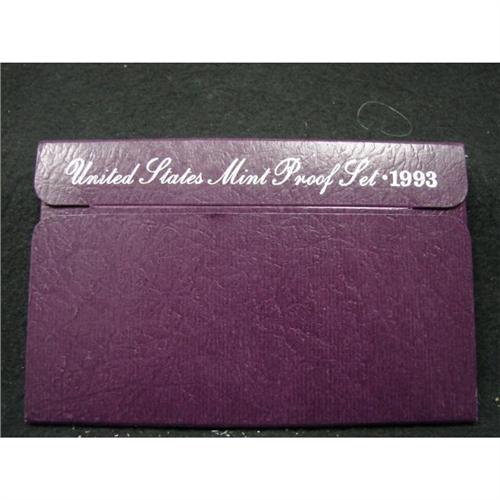 United States Mint Proof Set • 1993